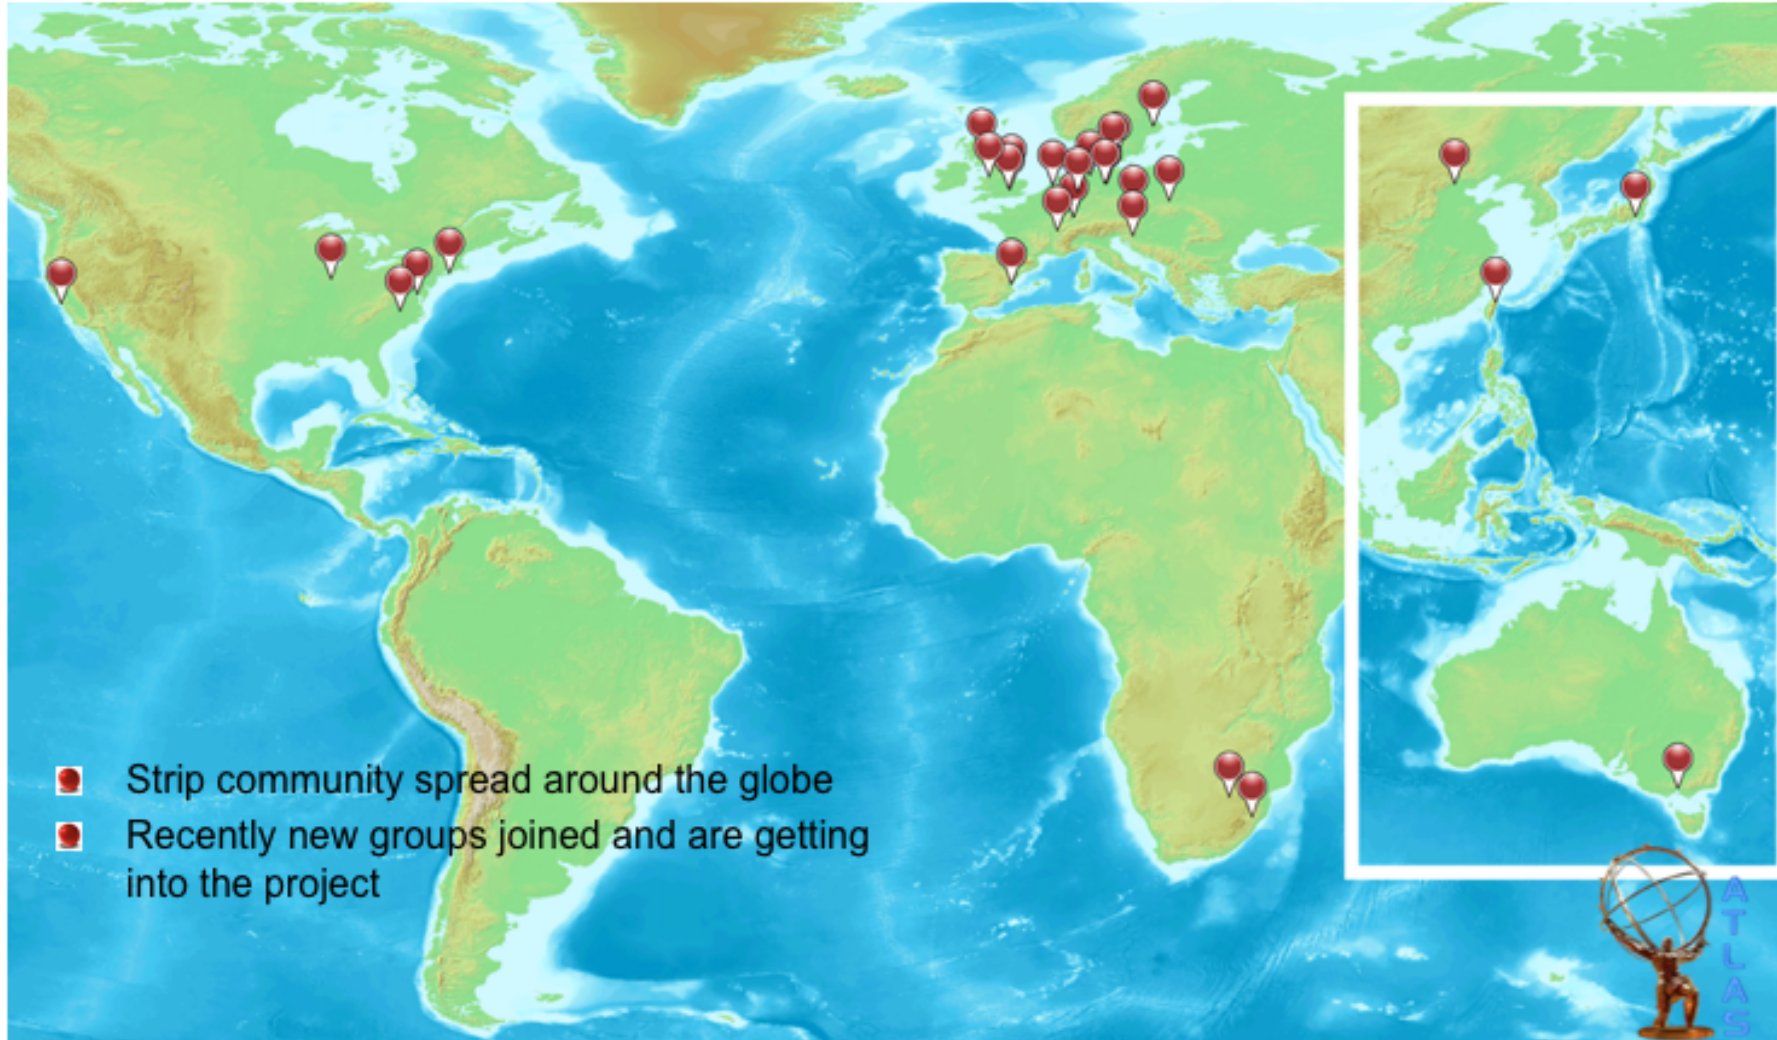 Strip community spread around the globe
Recently new groups joined and are getting
into the project
ATLAS